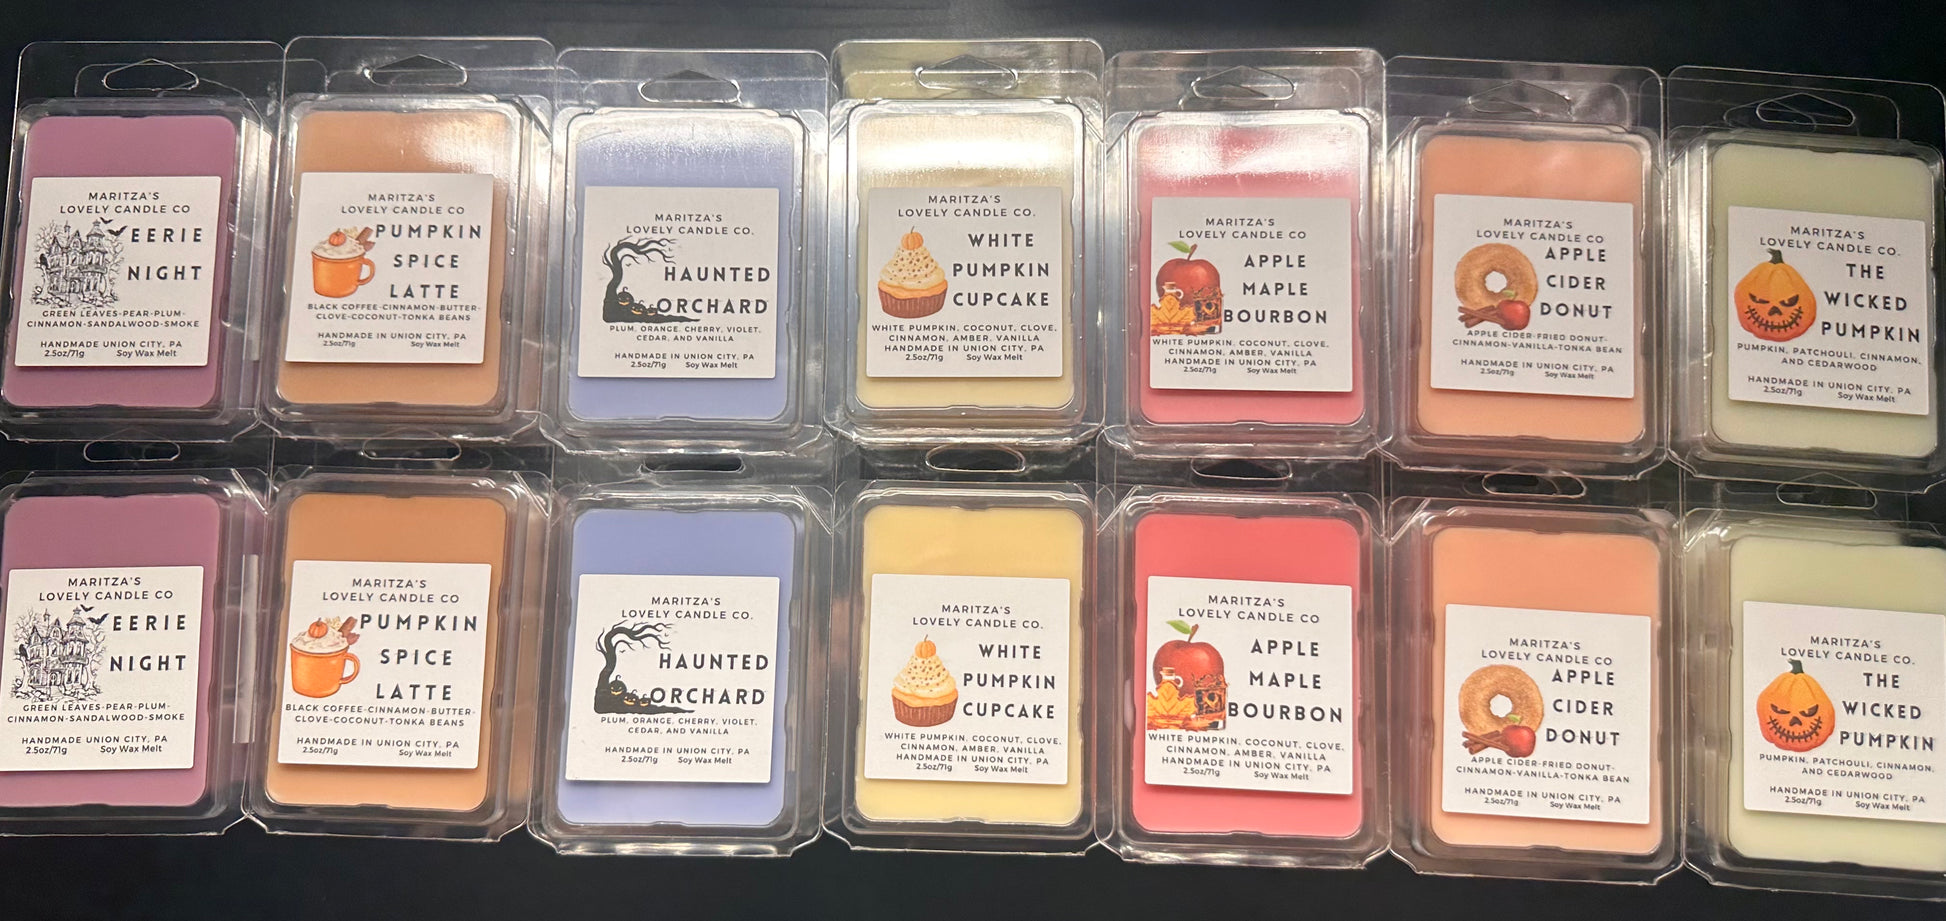 MARITZA'S
LOVELY CANDLE CO
EERIE
NIGHT
GREEN LEAVES-PEAR-PLUM-
CINNAMON-SANDALWOOD-SMOKE
HANDMADE IN UNION CITY, PA
2.5oz/71g Soy Wax Melt
MARITZA'S
LOVELY CANDLE CO
PUMPKIN
SPICE
LATTE
BLACK COFFEE-CINNAMON-BUTTER-
CLOVE-COCONUT-TONKA BEANS
HANDMADE IN UNION CITY, PA
2.5oz/71g Soy Wax Melt
MARITZA'S
LOVELY CANDLE CO.
HAUNTED
ORCHARD
PLUM, ORANGE, CHERRY, VIOLET,
CEDAR, AND VANILLA
HANDMADE IN UNION CITY, PA
2.5oz/71g Soy Wax Melt
MARITZA'S
LOVELY CANDLE CO.
WHITE
PUMPKIN
CUPCAKE
WHITE PUMPKIN, COCONUT, CLOVE,
CINNAMON, AMBER, VANILLA
HANDMADE IN UNION CITY, PA
2.5oz/71g Soy Wax Melt
MARITZA'S
LOVELY CANDLE CO
APPLE
MAPLE
BOURBON
WHITE PUMPKIN, COCONUT, CLOVE,
CINNAMON, AMBER, VANILLA
HANDMADE IN UNION CITY, PA
2.5oz/71g Soy Wax Melt
MARITZA'S
LOVELY CANDLE CO
APPLE
CIDER
DONUT
APPLE CIDER-FRIED DONUT-
CINNAMON-VANILLA-TONKA BEAN
HANDMADE IN UNION CITY, PA
2.5oz/71g Soy Wax Melt
MARITZA'S
LOVELY CANDLE CO.
THE
WICKED
PUMPKIN
PUMPKIN, PATCHOULI, CINNAMON,
AND CEDARWOOD
HANDMADE IN UNION CITY, PA
2.5oz/71g Soy Wax Melt
MARITZA'S
LOVELY CANDLE CO
EERIE
NIGHT
GREEN LEAVES-PEAR-PLUM-
CINNAMON-SANDALWOOD-SMOKE
HANDMADE IN UNION CITY, PA
2.5oz/71g Soy Wax Melt
MARITZA'S
LOVELY CANDLE CO
PUMPKIN
SPICE
LATTE
BLACK COFFEE-CINNAMON-BUTTER-
CLOVE-COCONUT-TONKA BEANS
HANDMADE IN UNION CITY, PA
2.5oz/71g Soy Wax Melt
MARITZA'S
LOVELY CANDLE CO.
HAUNTED
ORCHARD
PLUM, ORANGE, CHERRY, VIOLET,
CEDAR, AND VANILLA
HANDMADE IN UNION CITY, PA
2.5oz/71g Soy Wax Melt
MARITZA'S
LOVELY CANDLE CO.
WHITE
PUMPKIN
CUPCAKE
WHITE PUMPKIN, COCONUT, CLOVE,
CINNAMON, AMBER, VANILLA
HANDMADE IN UNION CITY, PA
2.5oz/71g Soy Wax Melt
MARITZA'S
LOVELY CANDLE CO
APPLE
MAPLE
BOURBON
WHITE PUMPKIN, COCONUT, CLOVE,
CINNAMON, AMBER, VANILLA
HANDMADE IN UNION CITY, PA
2.5oz/71g Soy Wax Melt
MARITZA'S
LOVELY CANDLE CO
APPLE
CIDER
DONUT
APPLE CIDER-FRIED DONUT-
CINNAMON-VANILLA-TONKA BEAN
HANDMADE IN UNION CITY, PA
2.5oz/71g Soy Wax Melt
MARITZA'S
LOVELY CANDLE CO.
THE
WICKED
PUMPKIN
PUMPKIN, PATCHOULI, CINNAMON,
AND CEDARWOOD
HANDMADE IN UNION CITY, PA
2.5oz/71g Soy Wax Melt